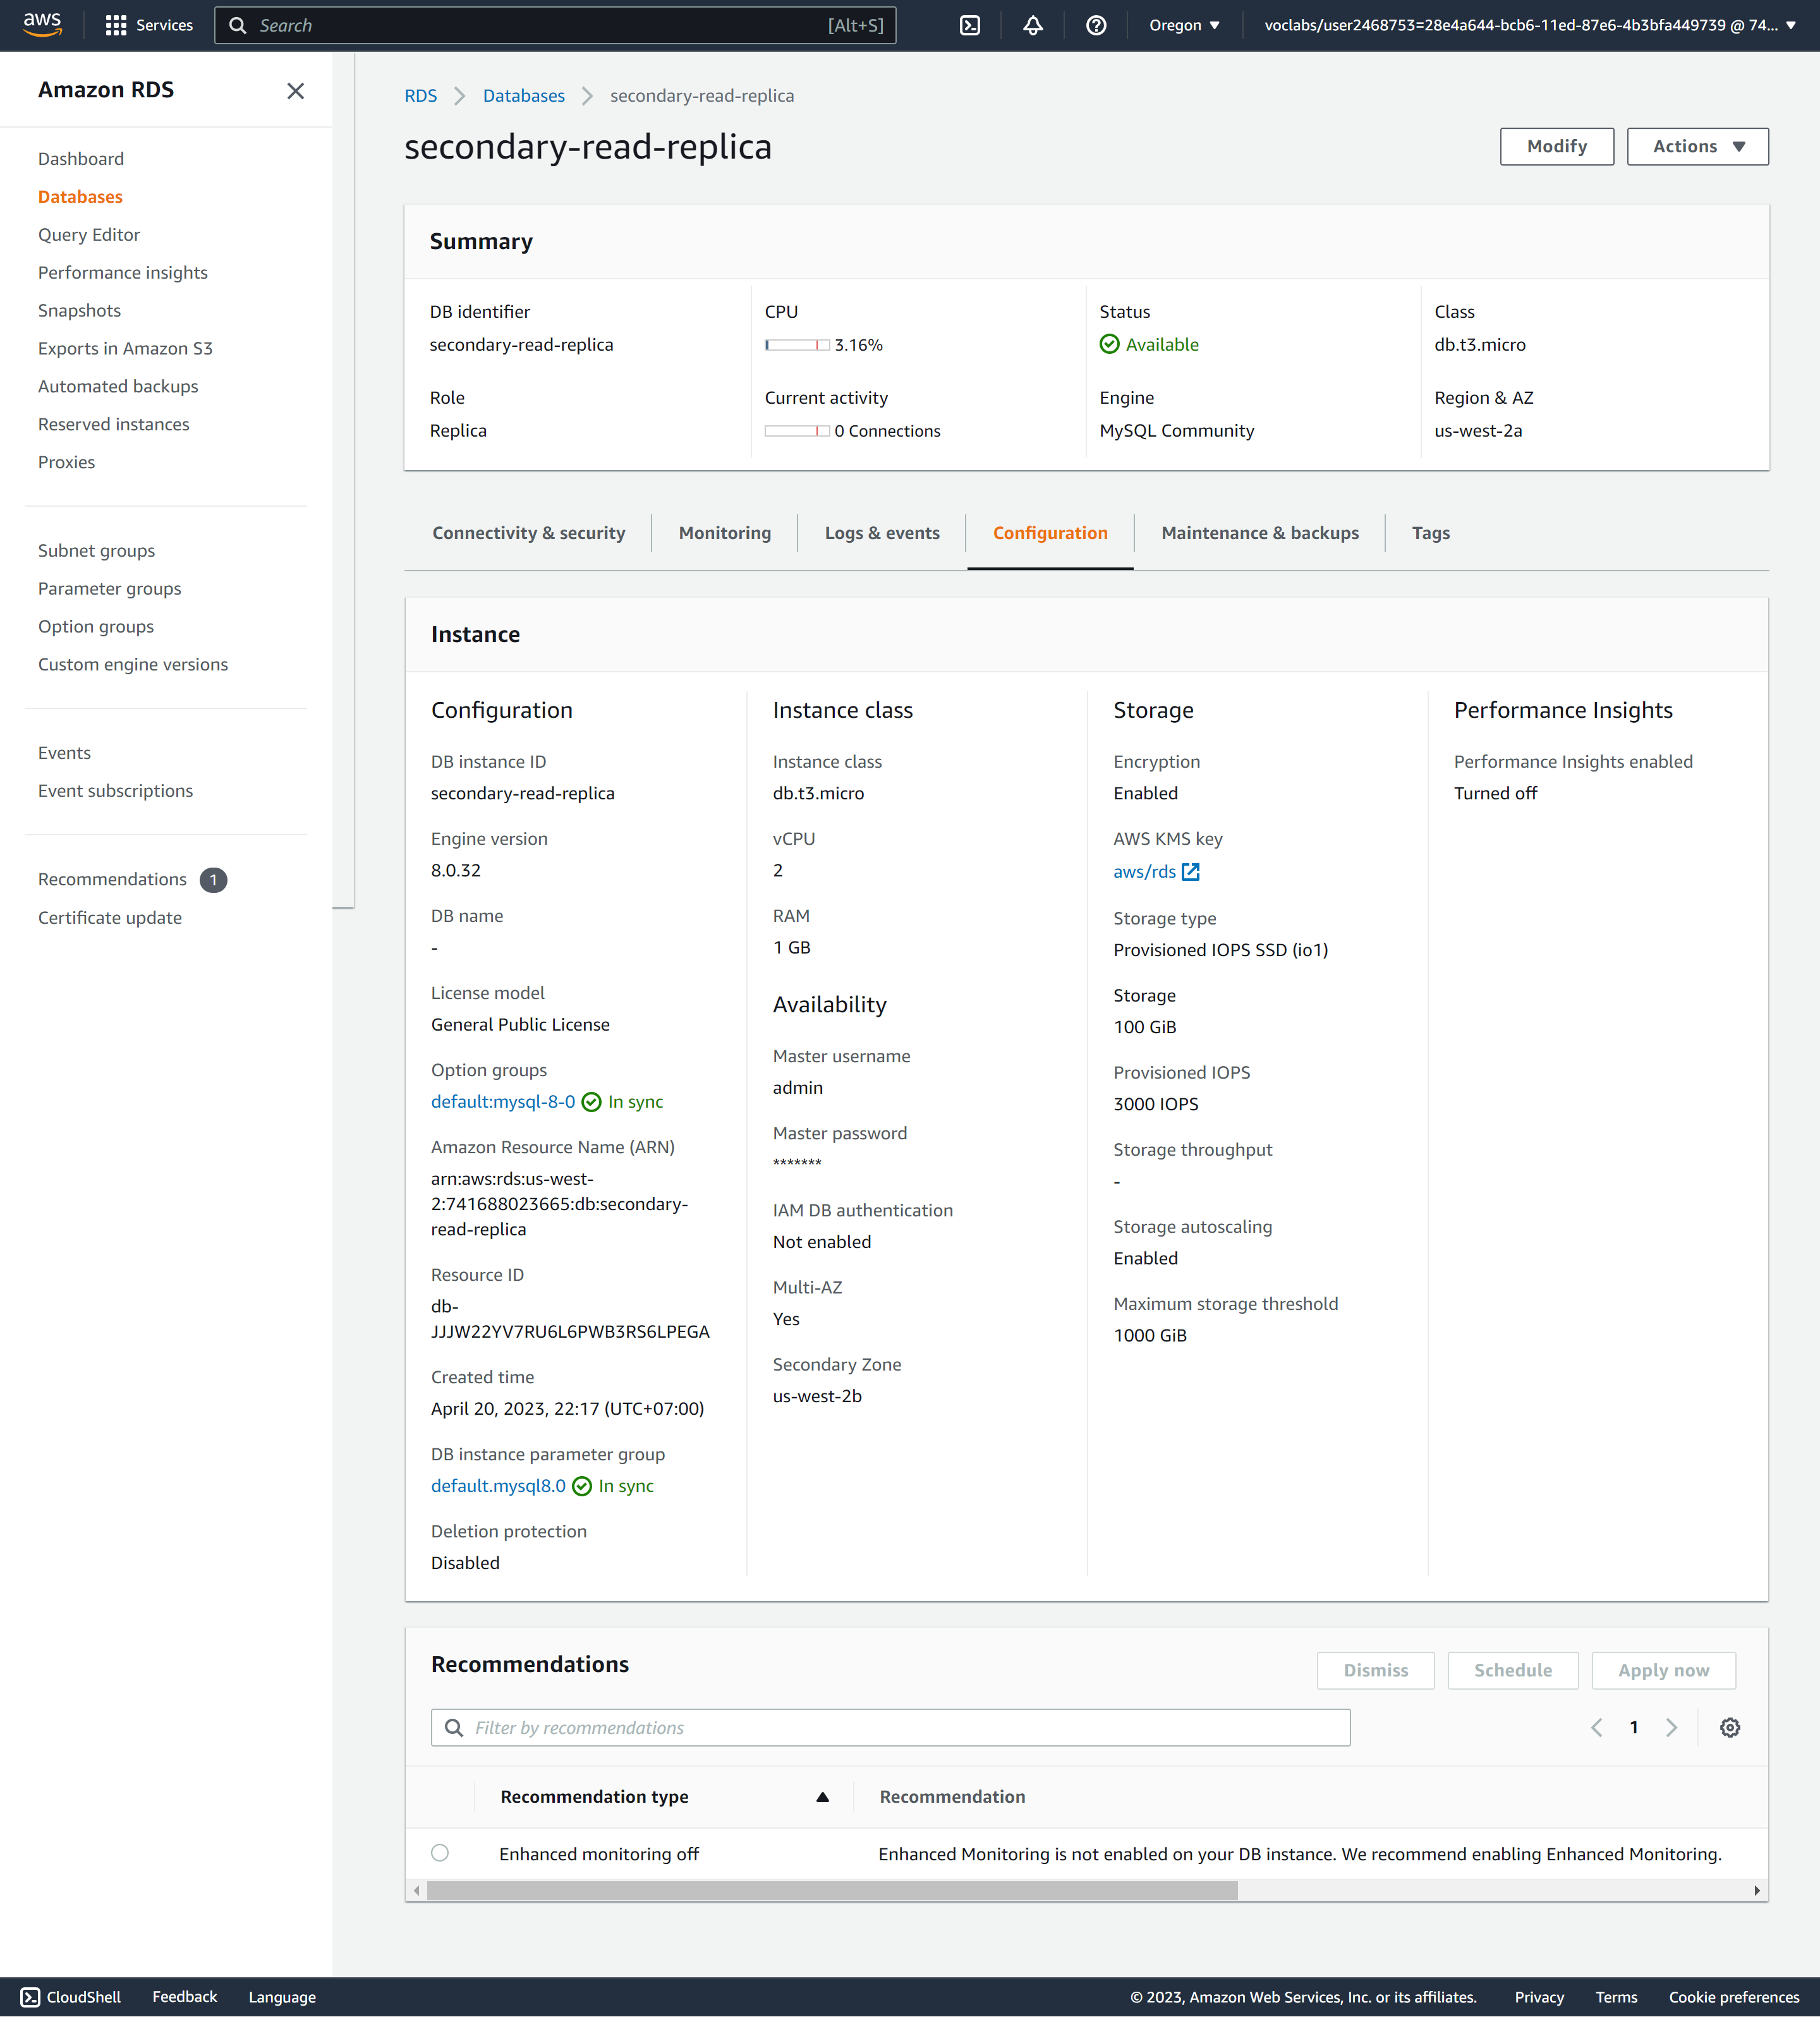 aws
Services
Search
[Alt+S]
Oregon
voclabs/user2468753=28e4a644-bcb6-11ed-87e6-4b3bfa449739 @ 74...
Amazon RDS
Dashboard
Databases
Query Editor
Performance insights
Snapshots
Exports in Amazon S3
Automated backups
Reserved instances
Proxies
Subnet groups
Parameter groups
Option groups
Custom engine versions
Events
Event subscriptions
Recommendations 1
Certificate update
RDS
Databases
secondary-read-replica
secondary-read-replica
Modify
Actions
Summary
DB identifier
secondary-read-replica
CPU
3.16%
Status
Available
Class
db.t3.micro
Role
Replica
Current activity
0 Connections
Engine
MySQL Community
Region & AZ
us-west-2a
Connectivity & security
Monitoring
Logs & events
Configuration
Maintenance & backups
Tags
Instance
Configuration
DB instance ID
secondary-read-replica
Engine version
8.0.32
DB name
-
License model
General Public License
Option groups
default:mysql-8-0 In sync
Amazon Resource Name (ARN)
arn:aws:rds:us-west-
2:741688023665:db:secondary-
read-replica
Resource ID
db-
JJJW22YV7RU6L6PWB3RS6LPEGA
Created time
April 20, 2023, 22:17 (UTC+07:00)
DB instance parameter group
default.mysql8.0 In sync
Deletion protection
Disabled
Instance class
Instance class
db.t3.micro
vCPU
2
RAM
1 GB
Availability
Master username
admin
Master password
*******
IAM DB authentication
Not enabled
Multi-AZ
Yes
Secondary Zone
us-west-2b
Storage
Encryption
Enabled
AWS KMS key
aws/rds
Storage type
Provisioned IOPS SSD (io1)
Storage
100 GiB
Provisioned IOPS
3000 IOPS
Storage throughput
-
Storage autoscaling
Enabled
Maximum storage threshold
1000 GiB
Performance Insights
Performance Insights enabled
Turned off
Recommendations
Dismiss
Schedule
Apply now
Filter by recommendations
1
Recommendation type
Recommendation
Enhanced monitoring off
Enhanced Monitoring is not enabled on your DB instance. We recommend enabling Enhanced Monitoring.
CloudShell
Feedback
Language
© 2023, Amazon Web Services, Inc. or its affiliates.
Privacy
Terms
Cookie preferences